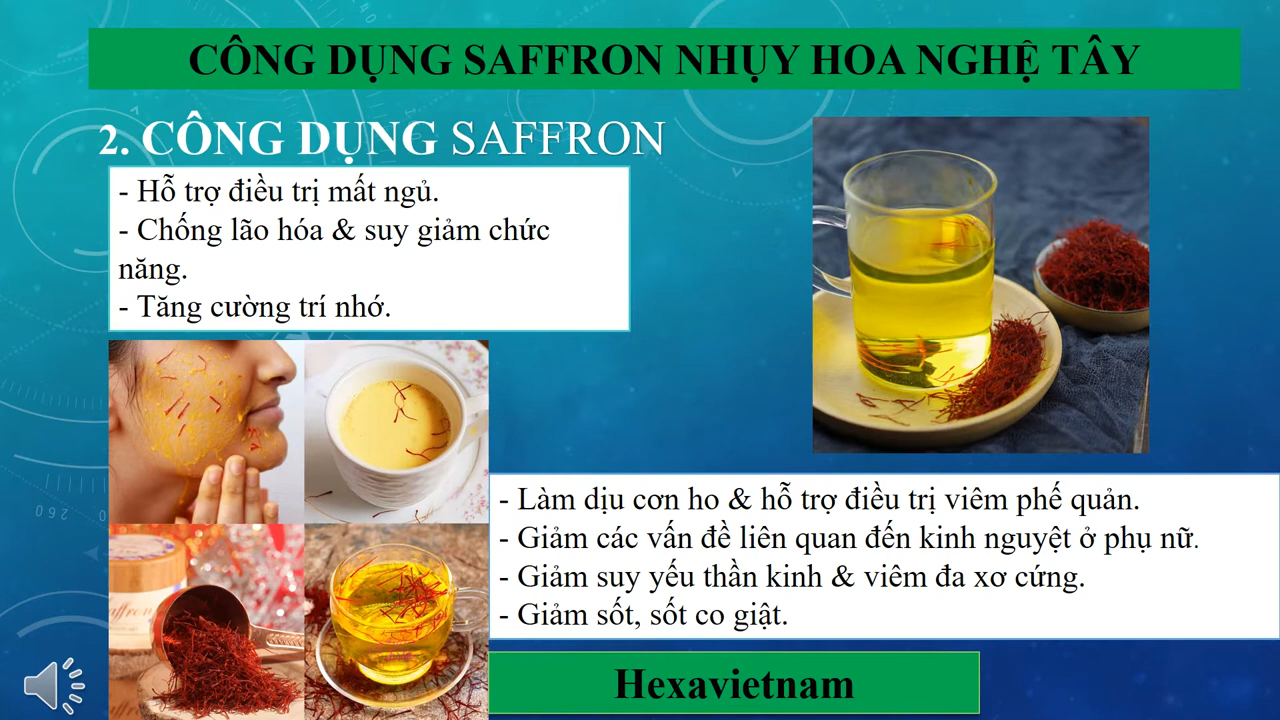 CÔNG DỤNG SAFFRON NHỤY HOA NGHỆ TÂY
2. CÔNG DỤNG SAFFRON
- Hỗ trợ điều trị mất ngủ.
- Chống lão hóa & suy giảm chức
năng.
- Tăng cường trí nhớ.
- Làm dịu cơn ho & hỗ trợ điều trị viêm phế quản.
- Giảm các vấn đề liên quan đến kinh nguyệt ở phụ nữ.
- Giảm suy yếu thần kinh & viêm đa xơ cứng.
- Giảm sốt, sốt co giật.
Hexavietnam
260